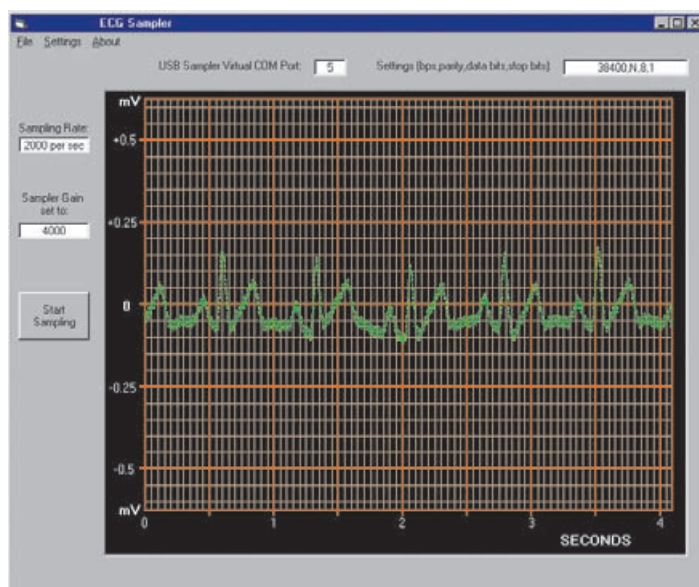 ECG Sampler
File Settings About
USB Sampler Virtual COM Port: 5 Settings (bps,parity,data bits,stop bits) 38400,N,8,1
Sampling Rate:
2000 per sec
Sampler Gain
set to:
4000
Start
Sampling
mV
+0.5
+0.25
0
-0.25
-0.5
mV
0 1 2 3 4
SECONDS